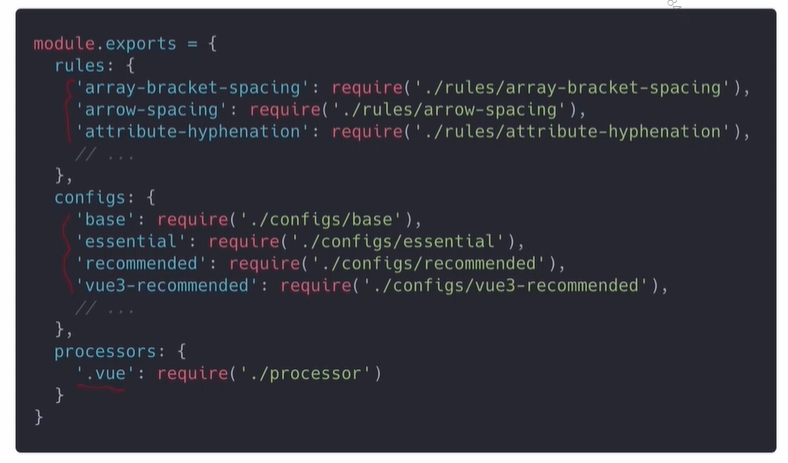 module.exports = {
  rules: {
    'array-bracket-spacing': require('./rules/array-bracket-spacing'),
    'arrow-spacing': require('./rules/arrow-spacing'),
    'attribute-hyphenation': require('./rules/attribute-hyphenation'),
    // ...
  },
  configs: {
    'base': require('./configs/base'),
    'essential': require('./configs/essential'),
    'recommended': require('./configs/recommended'),
    'vue3-recommended': require('./configs/vue3-recommended'),
    // ...
  },
  processors: {
    '.vue': require('./processor')
  }
}